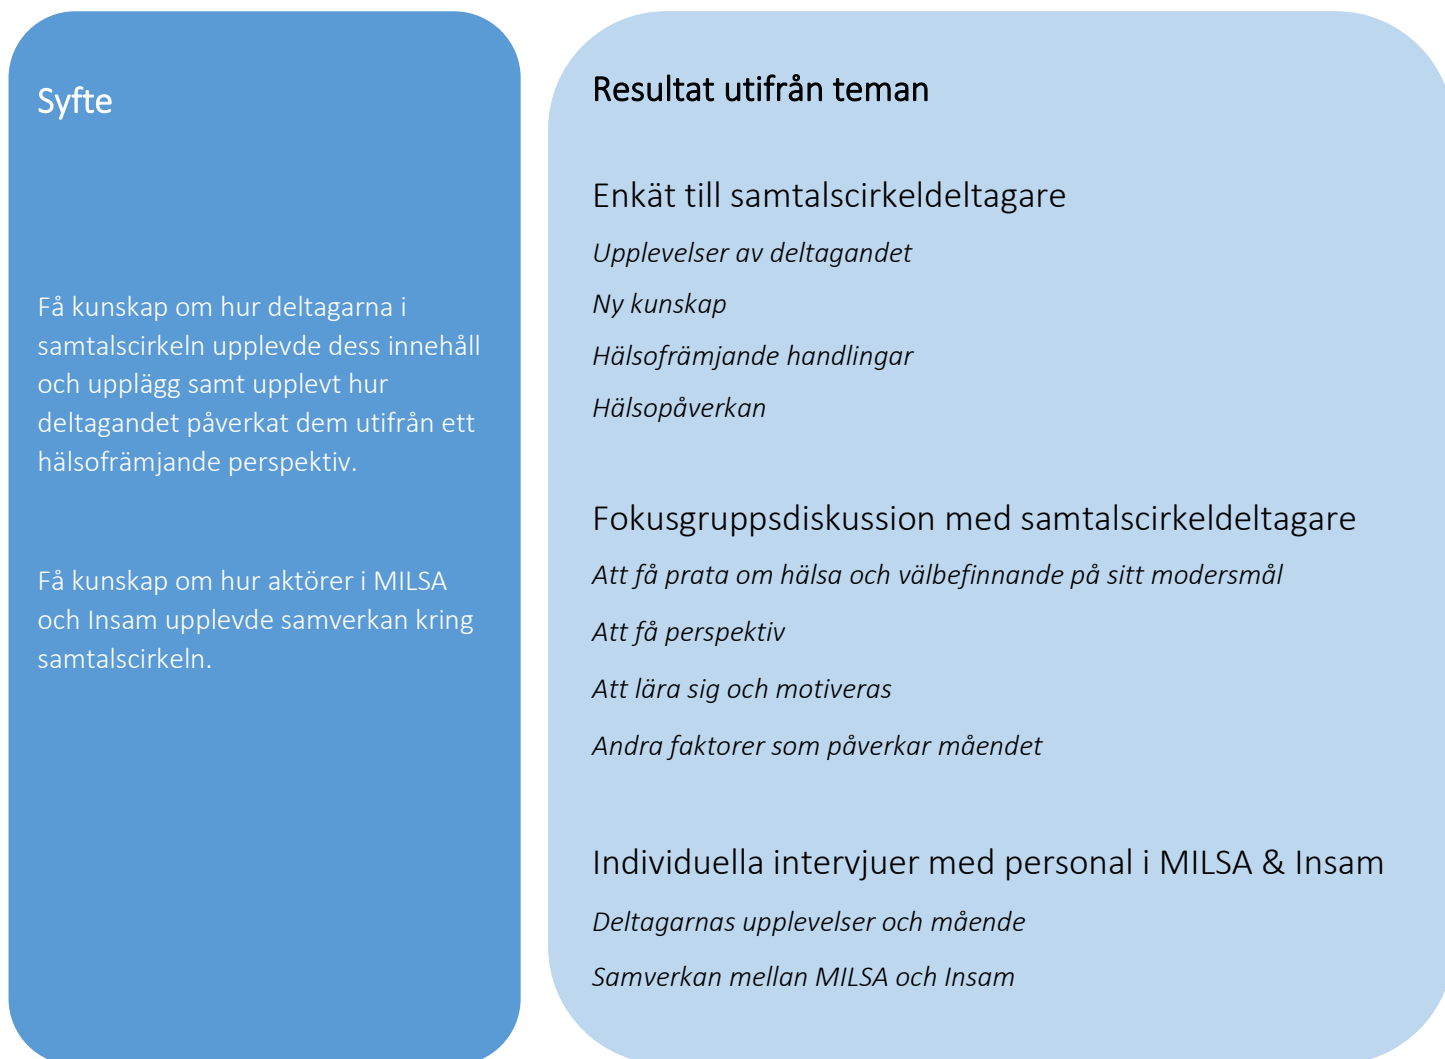 Syfte
Få kunskap om hur deltagarna i
samtalscirkeln upplevde dess innehåll
och upplägg samt upplevt hur
deltagandet påverkat dem utifrån ett
hälsofrämjande perspektiv.
Få kunskap om hur aktörer i MILSA
och Insam upplevde samverkan kring
samtalscirkeln.
Resultat utifrån teman
Enkät till samtalscirkeldeltagare
Upplevelser av deltagandet
Ny kunskap
Hälsofrämjande handlingar
Hälsopåverkan
Fokusgruppsdiskussion med samtalscirkeldeltagare
Att få prata om hälsa och välbefinnande på sitt modersmål
Att få perspektiv
Att lära sig och motiveras
Andra faktorer som påverkar måendet
Individuella intervjuer med personal i MILSA & Insam
Deltagarnas upplevelser och mående
Samverkan mellan MILSA och Insam